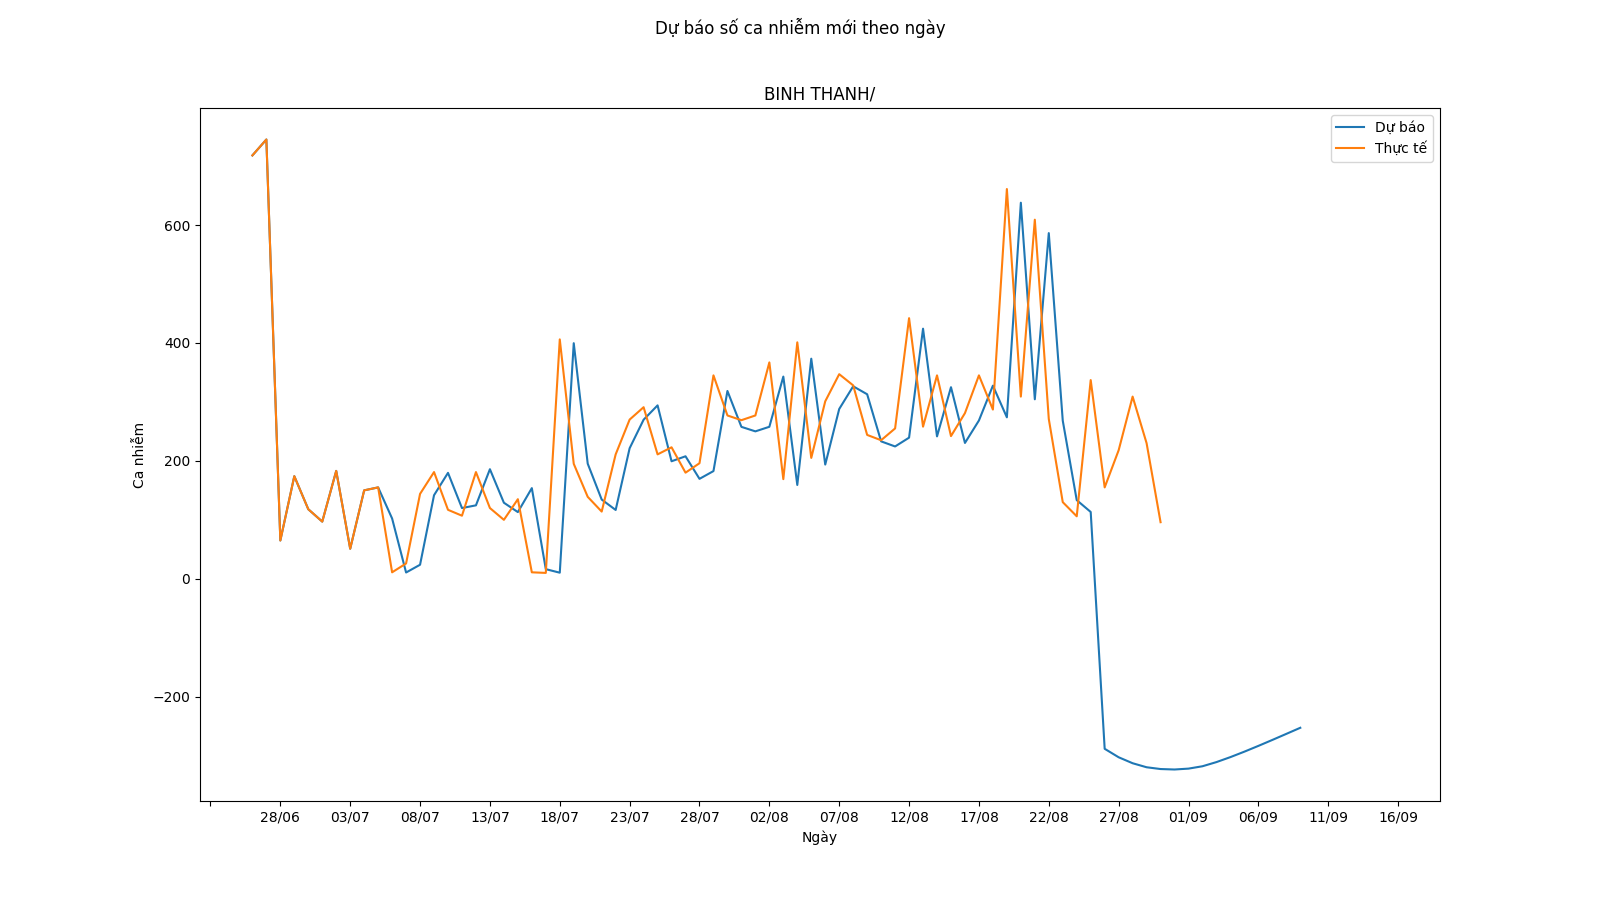 Dự báo số ca nhiễm mới theo ngày
BINH THANH/
Dự báo
Thực tế
600
400
200
0
−200
Ca nhiễm
28/06 03/07 08/07 13/07 18/07 23/07 28/07 02/08 07/08 12/08 17/08 22/08 27/08 01/09 06/09 11/09 16/09
Ngày